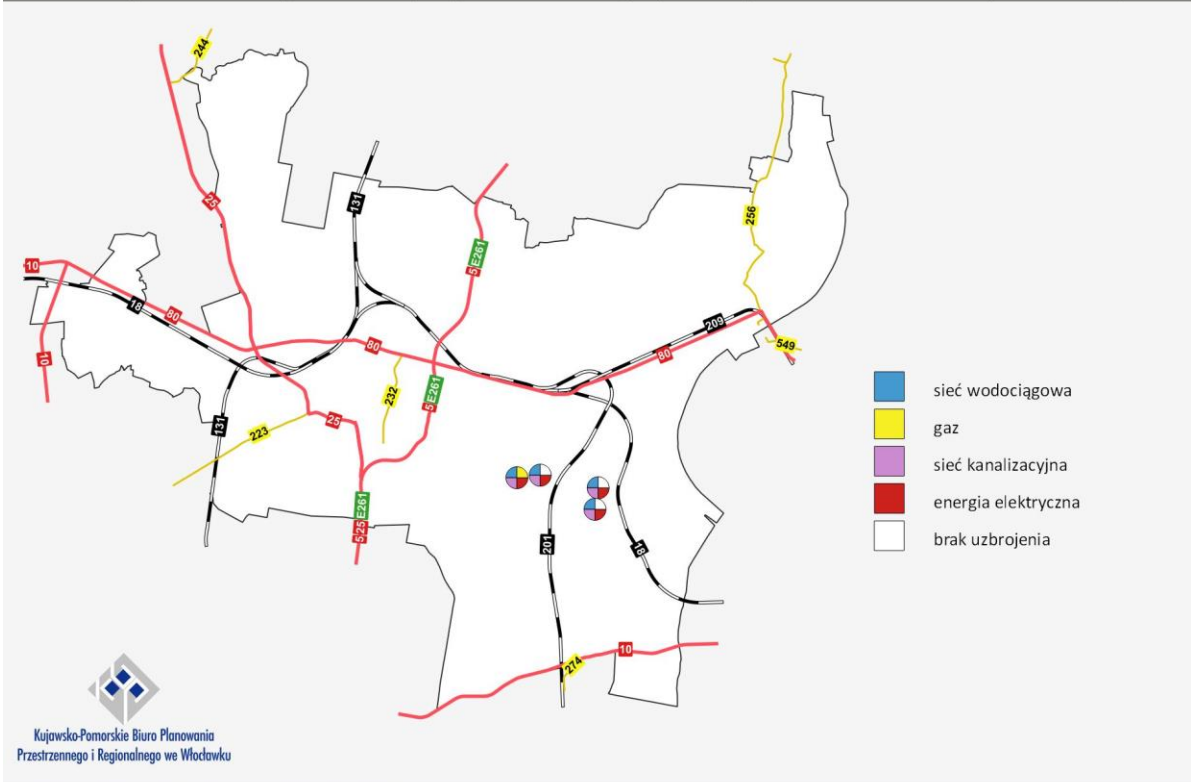 244
25
131
5 E261
256
10
18
80
209
80
80
549
10
232
5 E261
223
25
131
sieć wodociągowa
gaz
sieć kanalizacyjna
energia elektryczna
brak uzbrojenia
5 25 E261
201
18
10
274
Kujawsko-Pomorskie Biuro Planowania
Przestrzennego i Regionalnego we Włocławku